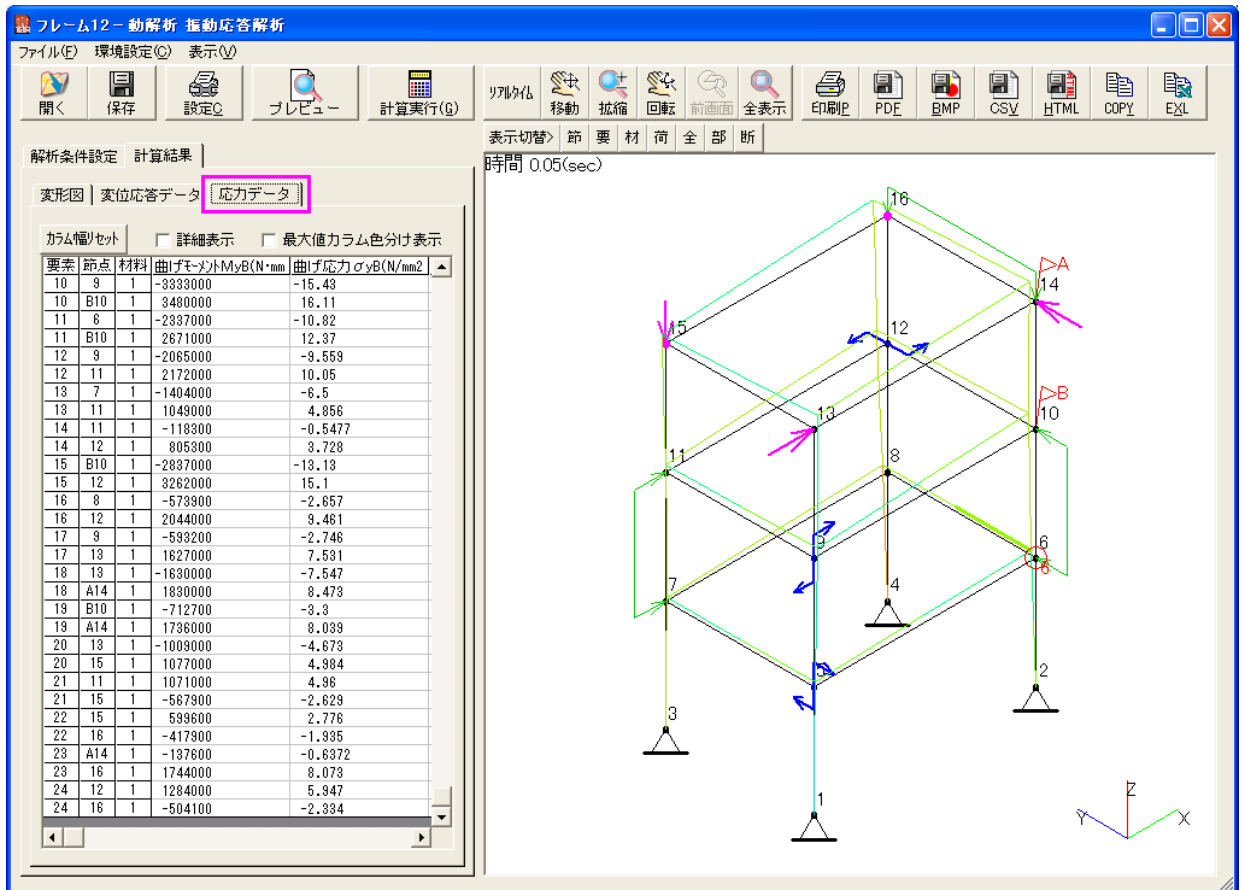 フレーム12－動解析 振動応答解析
ファイル(F) 環境設定(C) 表示(V)
開く 保存 設定C プレビュー 計算実行(G) ﾘｱﾙﾀｲﾑ 移動 拡縮 回転 前画面 全表示 印刷P PDF BMP CSV HTML COPY EXL
表示切替> 節 要 材 荷 全 部 断
解析条件設定 計算結果
時間 0.05(sec)
変形図 変位応答データ 応力データ
ｶﾗﾑ幅ﾘｾｯﾄ 詳細表示 最大値カラム色分け表示
要素 節点 材料 曲げﾓｰﾒﾝﾄMyB(N・mm 曲げ応力σyB(N/mm2
10 9 1 -3333000 -15.43
10 B10 1 3480000 16.11
11 6 1 -2337000 -10.82
11 B10 1 2671000 12.37
12 9 1 -2065000 -9.559
12 11 1 2172000 10.05
13 7 1 -1404000 -6.5
13 11 1 1049000 4.856
14 11 1 -118300 -0.5477
14 12 1 805300 3.728
15 B10 1 -2837000 -13.13
15 12 1 3262000 15.1
16 8 1 -573900 -2.657
16 12 1 2044000 9.461
17 9 1 -593200 -2.746
17 13 1 1627000 7.531
18 13 1 -1630000 -7.547
18 A14 1 1830000 8.473
19 B10 1 -712700 -3.3
19 A14 1 1736000 8.039
20 13 1 -1009000 -4.673
20 15 1 1077000 4.984
21 11 1 1071000 4.96
21 15 1 -567900 -2.629
22 15 1 599600 2.776
22 16 1 -417900 -1.935
23 A14 1 -137600 -0.6372
23 16 1 1744000 8.073
24 12 1 1284000 5.947
24 16 1 -504100 -2.334
16
A
14
15
12
B
13
10
11
8
9
6
7
4
5
2
3
1
Z
Y
X